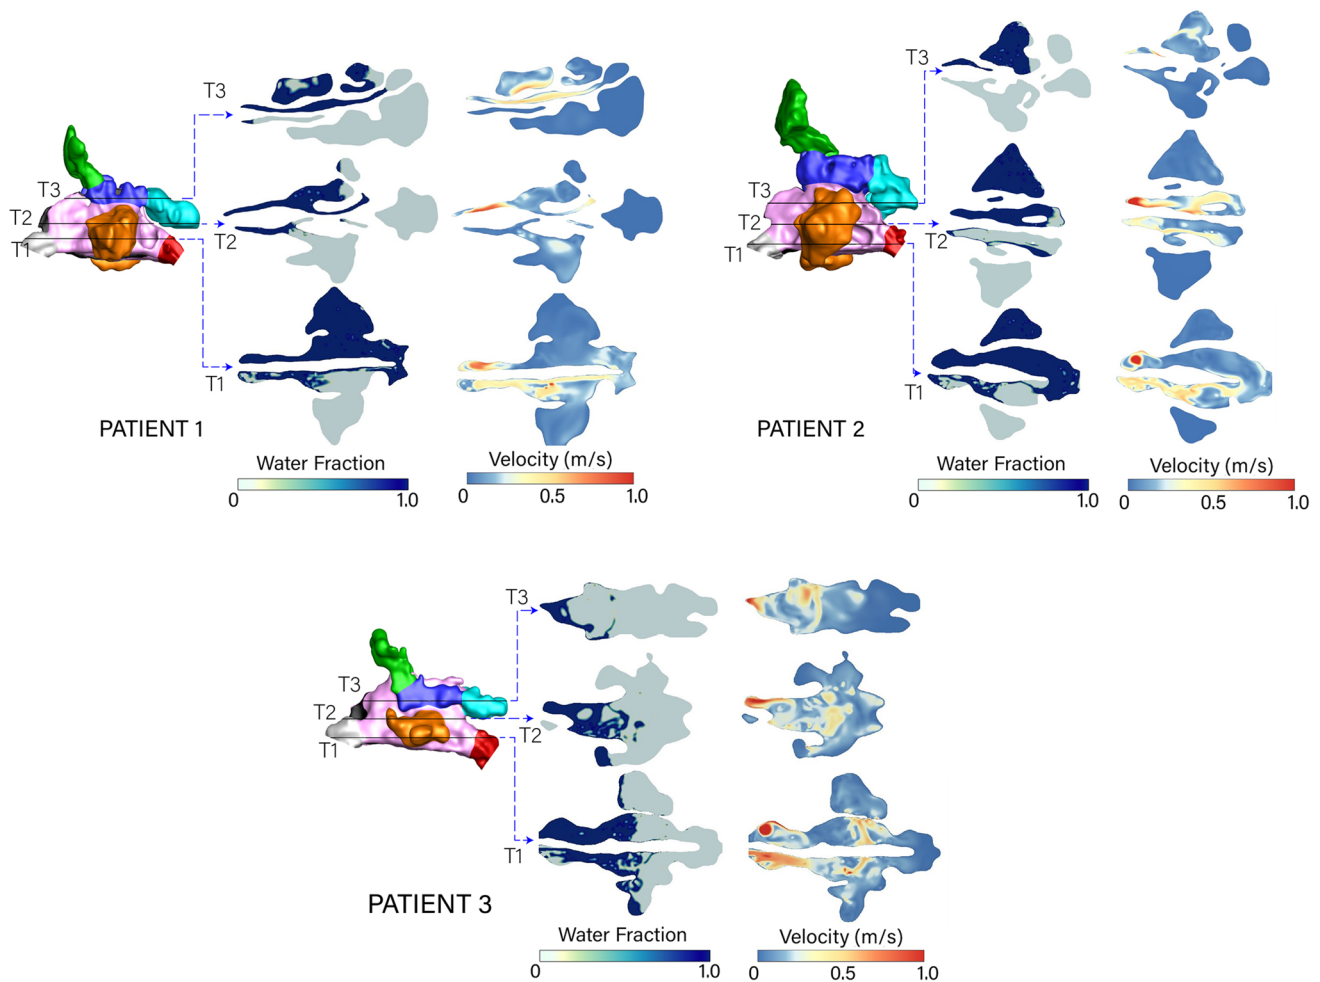 T3
T3
T2
T2
T1
T1
PATIENT 1
Water Fraction
0
1.0
Velocity (m/s)
0
0.5
1.0
T3
T3
T2
T2
T1
T1
PATIENT 2
Water Fraction
0
1.0
Velocity (m/s)
0
0.5
1.0
T3
T3
T2
T2
T1
T1
PATIENT 3
Water Fraction
0
1.0
Velocity (m/s)
0
0.5
1.0